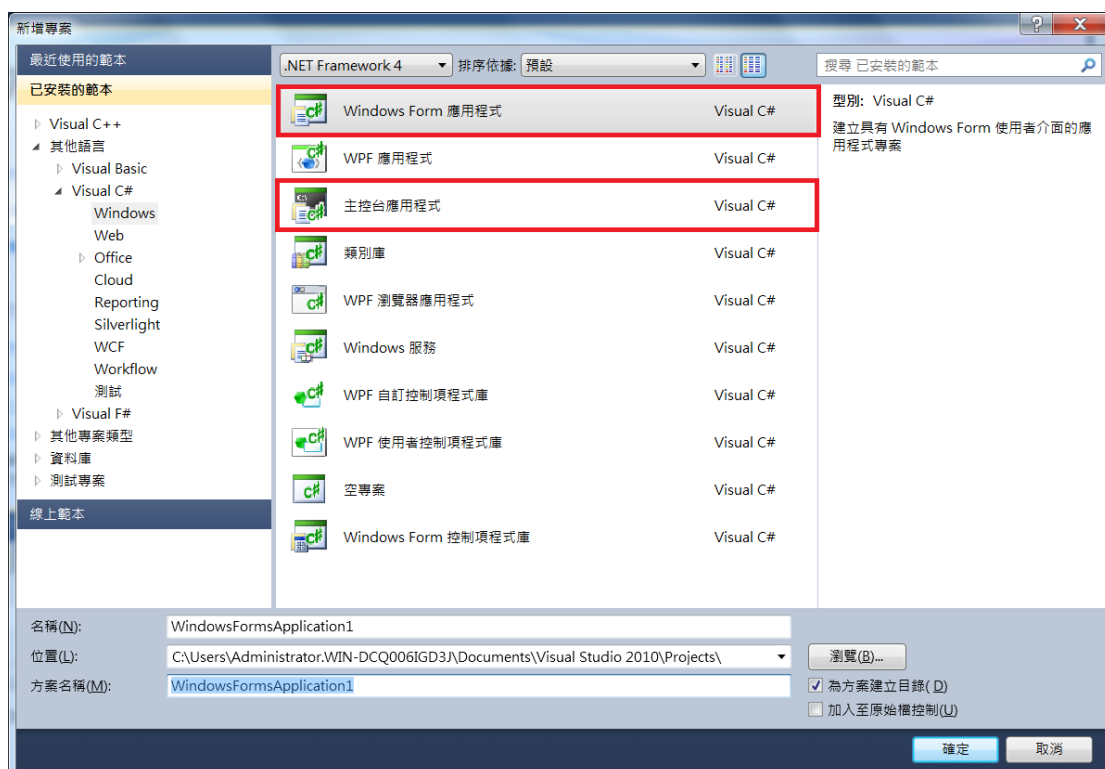 新增專案
最近使用的範本
已安裝的範本
Visual C++
其他語言
Visual Basic
Visual C#
Windows
Web
Office
Cloud
Reporting
Silverlight
WCF
Workflow
測試
Visual F#
其他專案類型
資料庫
測試專案
線上範本
.NET Framework 4 排序依據: 預設
Windows Form 應用程式 Visual C#
WPF 應用程式 Visual C#
主控台應用程式 Visual C#
類別庫 Visual C#
WPF 瀏覽器應用程式 Visual C#
Windows 服務 Visual C#
WPF 自訂控制項程式庫 Visual C#
WPF 使用者控制項程式庫 Visual C#
空專案 Visual C#
Windows Form 控制項程式庫 Visual C#
搜尋 已安裝的範本
型別: Visual C#
建立具有 Windows Form 使用者介面的應
用程式專案
名稱(N): WindowsFormsApplication1
位置(L): C:\Users\Administrator.WIN-DCQ006IGD3J\Documents\Visual Studio 2010\Projects\ 瀏覽(B)...
方案名稱(M): WindowsFormsApplication1
為方案建立目錄( D)
加入至原始檔控制(U)
確定 取消